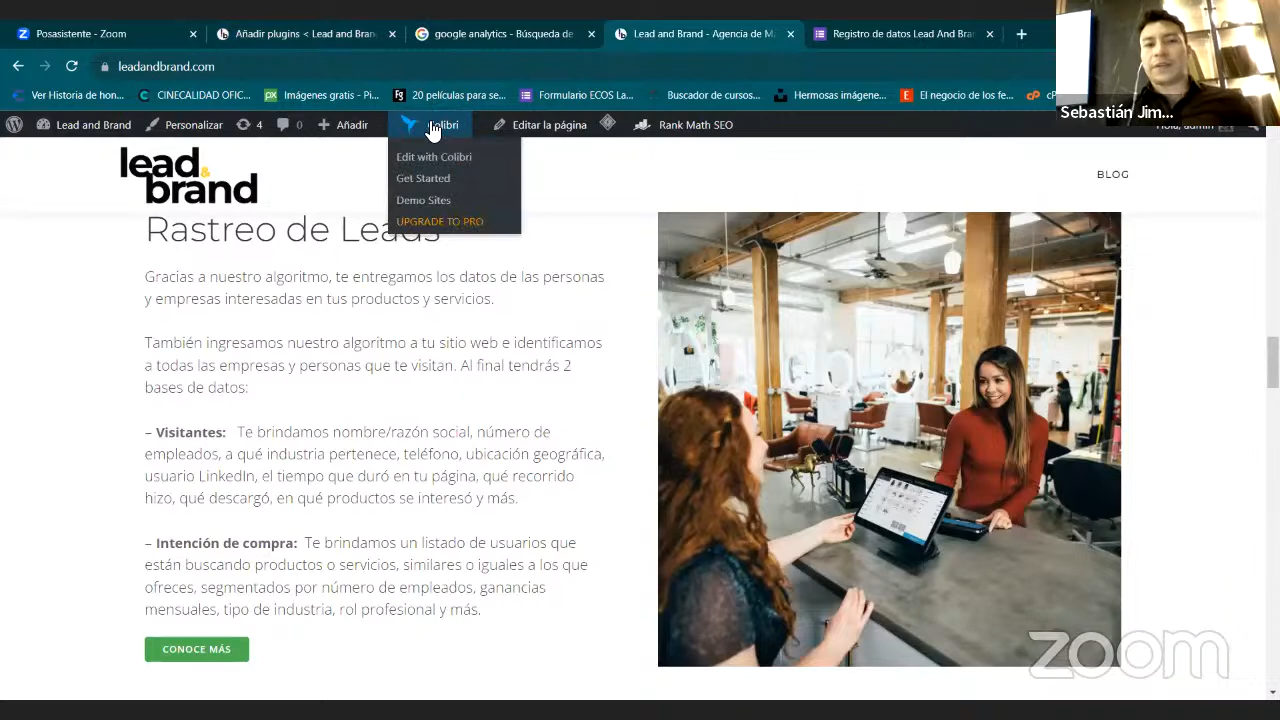 Posasistente - Zoom
Añadir plugins < Lead and Bran
google analytics - Búsqueda de
Lead and Brand - Agencia de Ma
Registro de datos Lead And Bran
leadandbrand.com
Ver Historia de hon...
CINECALIDAD OFIC...
Imágenes gratis - Pi...
20 películas para se...
Formulario ECOS La...
Buscador de cursos...
Hermosas imágene...
El negocio de los fe...
Sebastián Jim...
Lead and Brand
Personalizar
4
0
Añadir
Editar la página
Rank Math SEO
Hola, admin
Edit with Colibri
Get Started
Demo Sites
UPGRADE TO PRO
lead&
brand
BLOG
Rastreo de Leads
Gracias a nuestro algoritmo, te entregamos los datos de las personas
y empresas interesadas en tus productos y servicios.
También ingresamos nuestro algoritmo a tu sitio web e identificamos
a todas las empresas y personas que te visitan. Al final tendrás 2
bases de datos:
– Visitantes: Te brindamos nombre/razón social, número de
empleados, a qué industria pertenece, teléfono, ubicación geográfica,
usuario LinkedIn, el tiempo que duró en tu página, qué recorrido
hizo, qué descargó, en qué productos se interesó y más.
– Intención de compra: Te brindamos un listado de usuarios que
están buscando productos o servicios, similares o iguales a los que
ofreces, segmentados por número de empleados, ganancias
mensuales, tipo de industria, rol profesional y más.
CONOCE MÁS
zoom